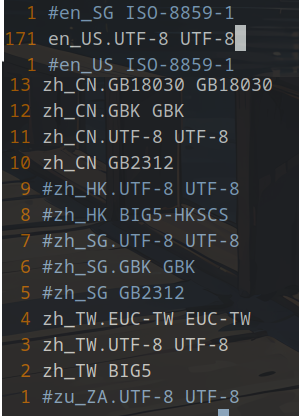 1 #en_SG ISO-8859-1
171 en_US.UTF-8 UTF-8
1 #en_US ISO-8859-1
13 zh_CN.GB18030 GB18030
12 zh_CN.GBK GBK
11 zh_CN.UTF-8 UTF-8
10 zh_CN GB2312
9 #zh_HK.UTF-8 UTF-8
8 #zh_HK BIG5-HKSCS
7 #zh_SG.UTF-8 UTF-8
6 #zh_SG.GBK GBK
5 #zh_SG GB2312
4 zh_TW.EUC-TW EUC-TW
3 zh_TW.UTF-8 UTF-8
2 zh_TW BIG5
1 #zu_ZA.UTF-8 UTF-8